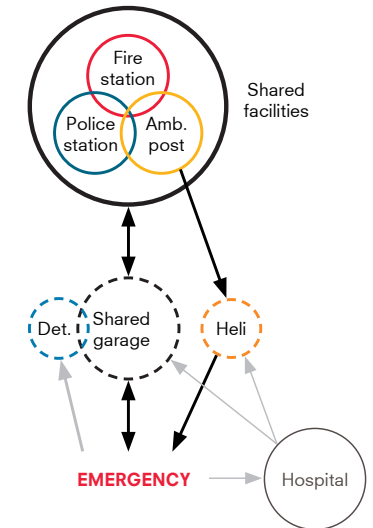 Fire
station
Shared
facilities
Police
station
Amb.
post
Det.
Shared
garage
Heli
EMERGENCY
Hospital